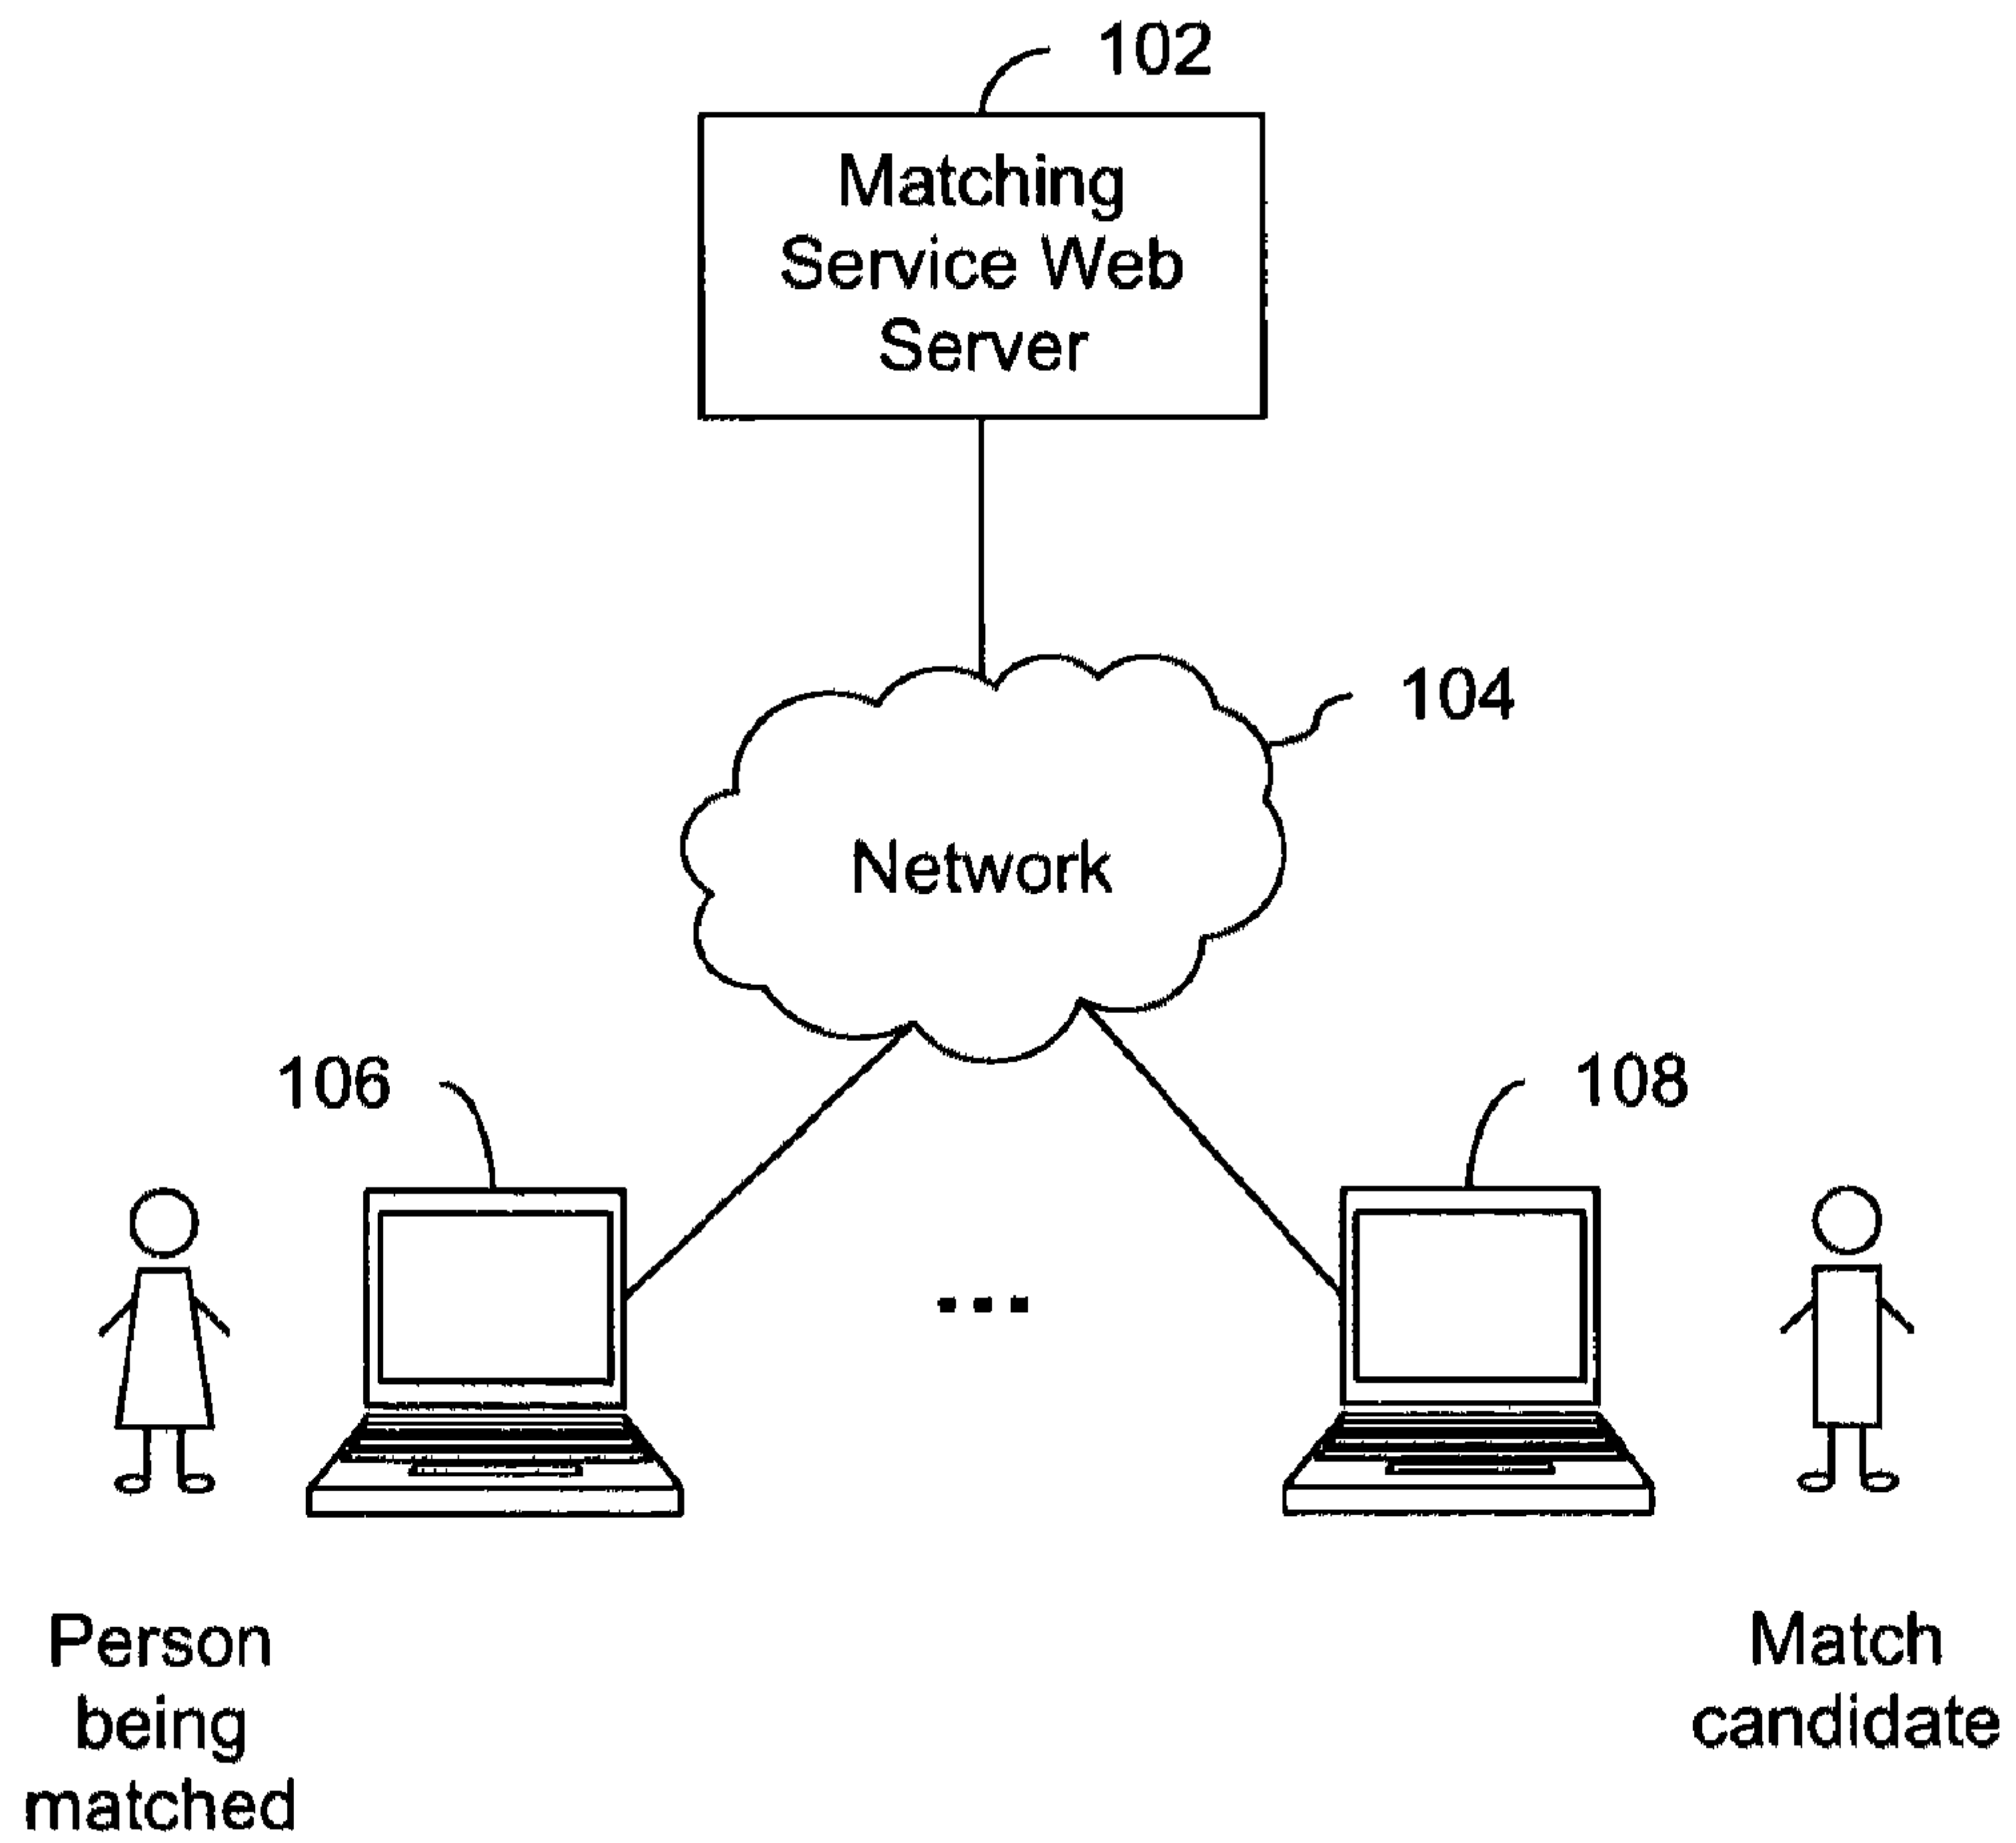 102
Matching
Service Web
Server
104
Network
106
108
Person
being
matched
Match
candidate